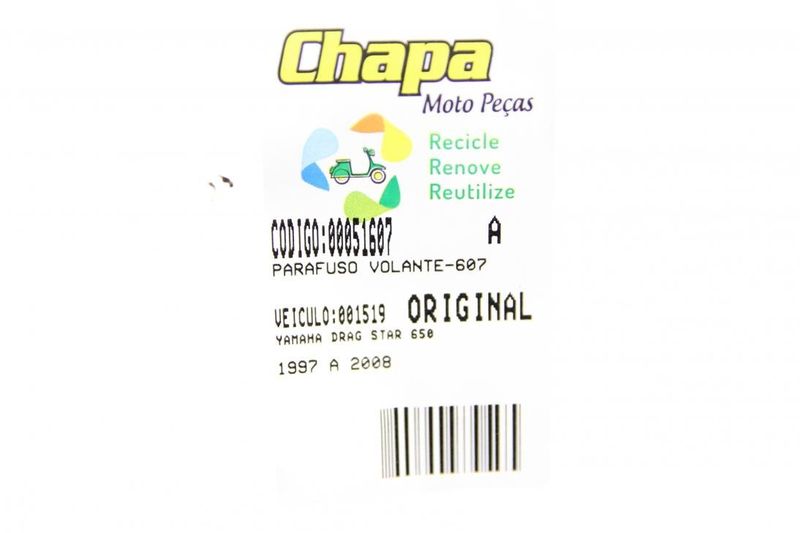 Chapa
Moto Peças
Recicle
Renove
Reutilize
CODIGO:00051607 A
PARAFUSO VOLANTE-607
VEICULO:001519 ORIGINAL
YAMAHA DRAG STAR 650
1997 A 2008